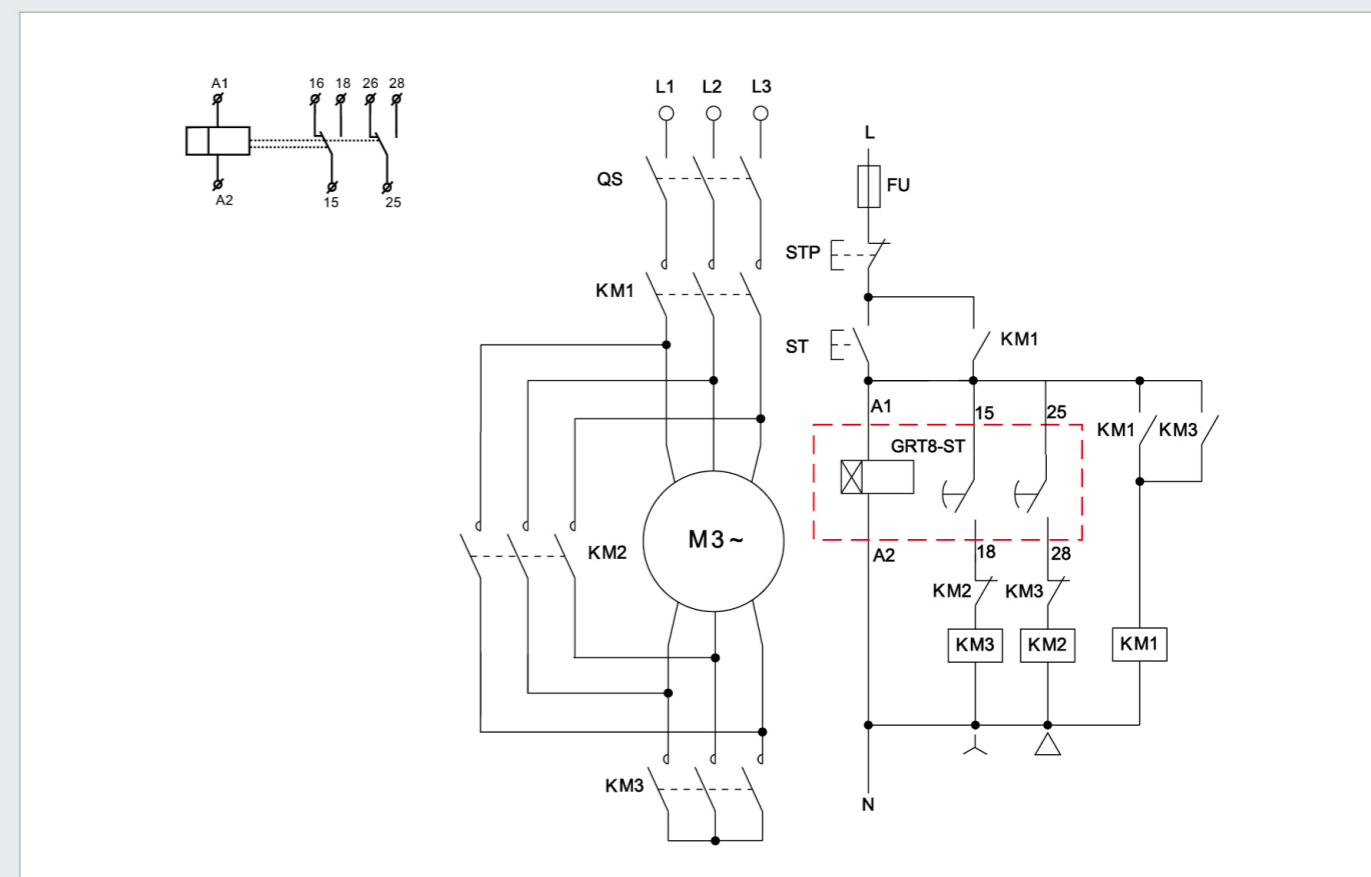 A1 16 18 26 28
A2 15 25
L1 L2 L3
QS
KM1
KM2
M3~
KM3
L
FU
STP
ST KM1
A1 15 25
KM1 KM3
GRT8-ST
A2 18 28
KM2 KM3
KM3 KM2 KM1
N